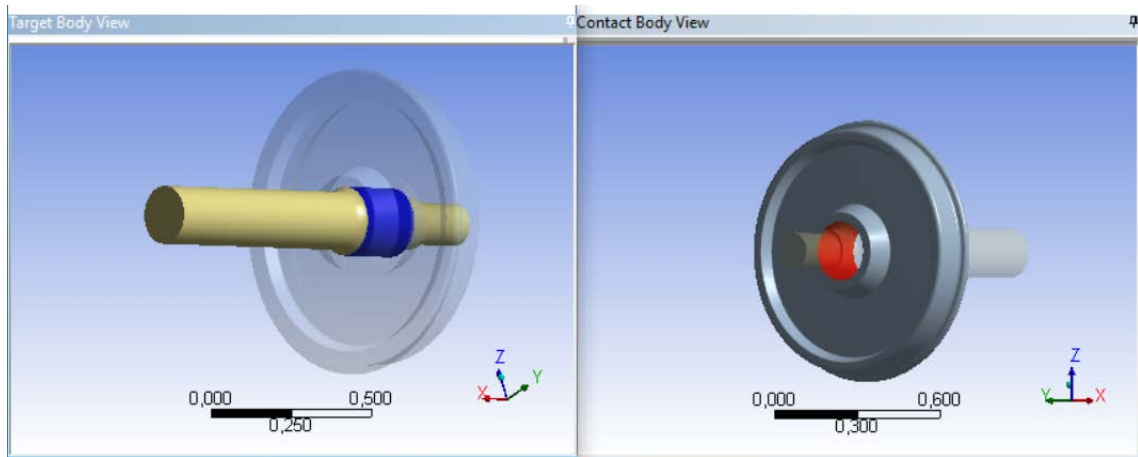 Target Body View
Contact Body View
Z
Y
X
0,000
0,500
0,250
Z
Y
X
0,000
0,600
0,300